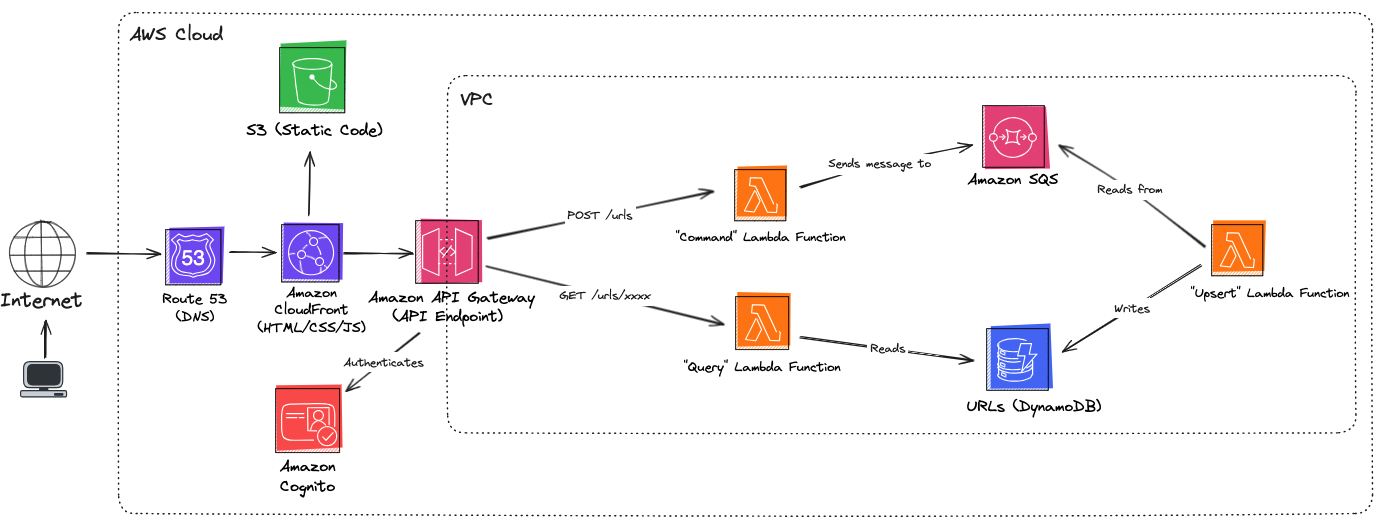 AWS Cloud
S3 (Static Code)
VPC
Amazon SQS
Sends message to
Reads from
POST /urls
"Command" Lambda Function
53
Internet
Route 53
(DNS)
Amazon
CloudFront
(HTML/CSS/JS)
Amazon API Gateway
(API Endpoint)
GET /urls/xxxx
"Upsert" Lambda Function
Writes
Reads
"Query" Lambda Function
Authenticates
URLs (DynamoDB)
Amazon
Cognito